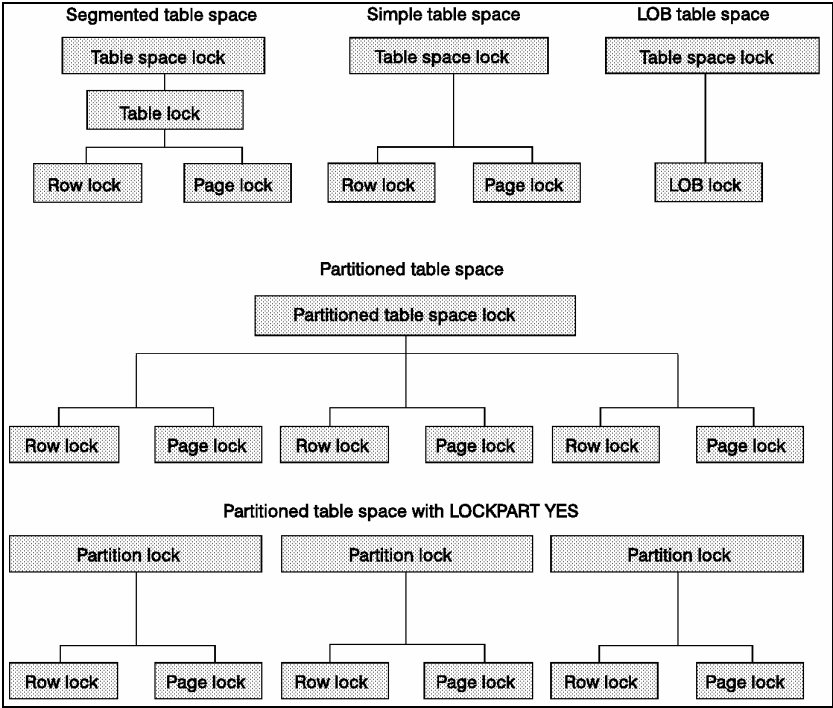 Segmented table space
Simple table space
LOB table space
Table space lock
Table space lock
Table space lock
Table lock
Row lock
Page lock
Row lock
Page lock
LOB lock
Partitioned table space
Partitioned table space lock
Row lock
Page lock
Row lock
Page lock
Row lock
Page lock
Partitioned table space with LOCKPART YES
Partition lock
Partition lock
Partition lock
Row lock
Page lock
Row lock
Page lock
Row lock
Page lock